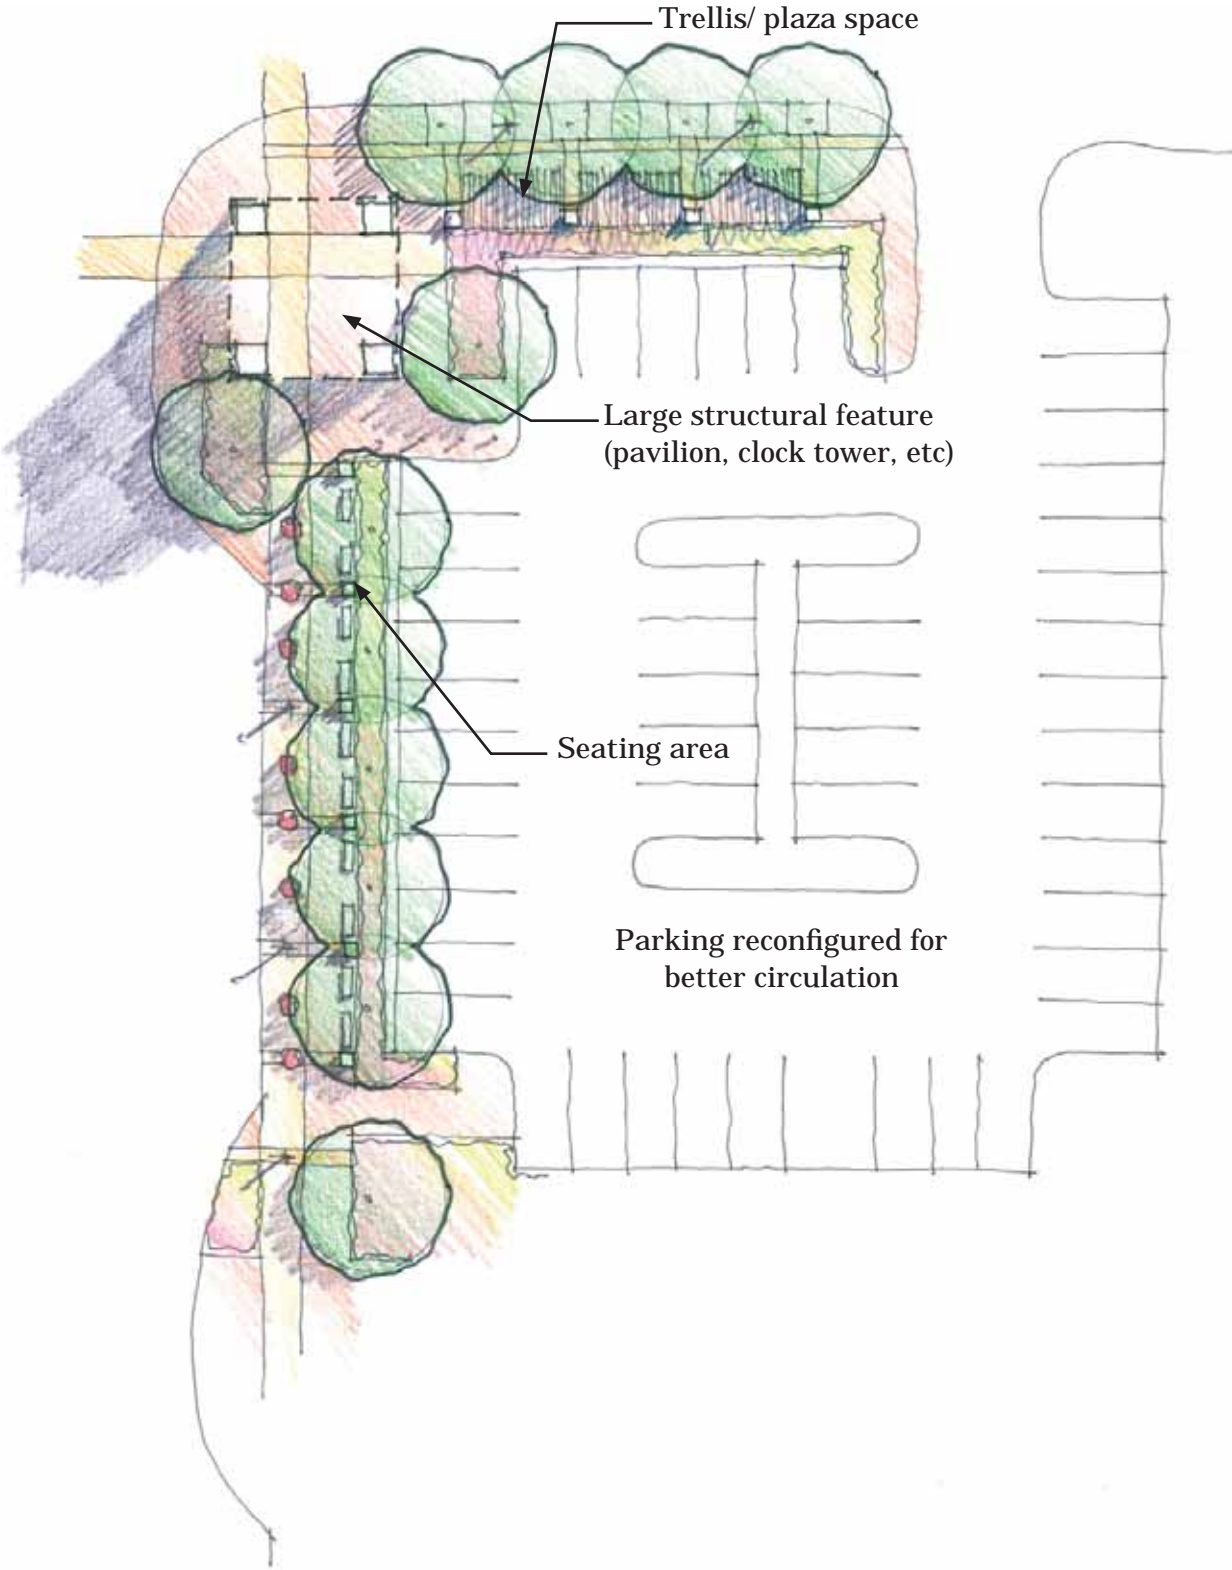 Trellis/ plaza space
Large structural feature
(pavilion, clock tower, etc)
Seating area
Parking reconfigured for
better circulation